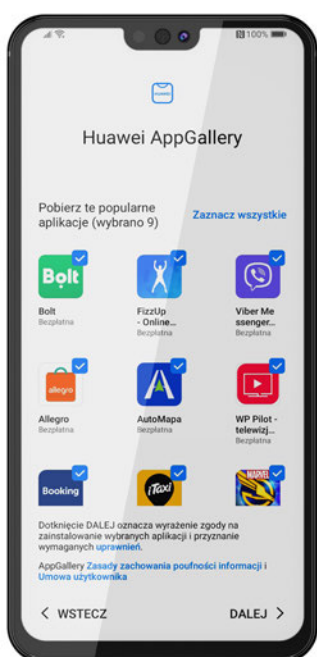 100%
HUAWEI
Huawei AppGallery
Pobierz te popularne
aplikacje (wybrano 9)
Zaznacz wszystkie
Bolt
Bolt
Bezpłatna
FizzUp
- Online...
Bezpłatna
Viber Me
ssenger...
Bezpłatna
allegro
Allegro
Bezpłatna
AutoMapa
Bezpłatna
WP Pilot -
telewizj...
Bezpłatna
Booking
iTaxi
MARVEL
Dotknięcie DALEJ oznacza wyrażenie zgody na
zainstalowanie wybranych aplikacji i przyznanie
wymaganych uprawnień.
AppGallery Zasady zachowania poufności informacji i
Umowa użytkownika
WSTECZ
DALEJ